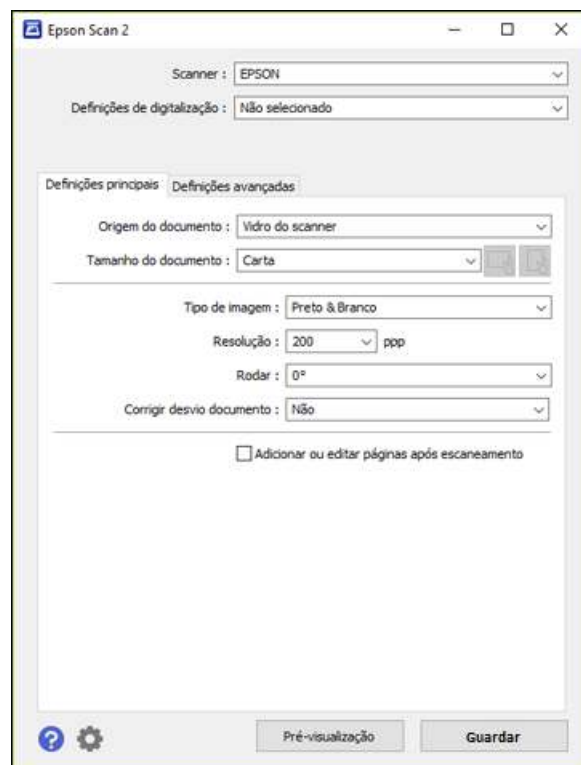 Epson Scan 2
Scanner : EPSON
Definições de digitalização : Não selecionado
Definições principais Definições avançadas
Origem do documento : Vidro do scanner
Tamanho do documento : Carta
Tipo de imagem : Preto & Branco
Resolução : 200 ppp
Rodar : 0°
Corrigir desvio documento : Não
Adicionar ou editar páginas após escaneamento
? Pré-visualização Guardar